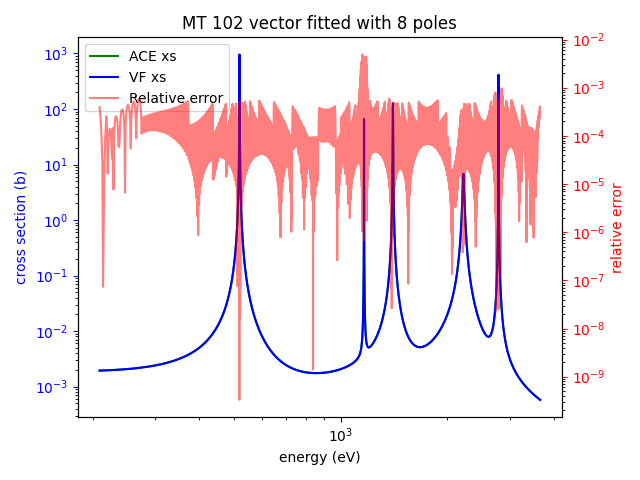 MT 102 vector fitted with 8 poles
ACE xs
VF xs
Relative error
cross section (b)
10³
10²
10¹
10⁰
10⁻¹
10⁻²
10⁻³
10⁻²
10⁻³
10⁻⁴
10⁻⁵
10⁻⁶
10⁻⁷
10⁻⁸
10⁻⁹
relative error
10³
energy (eV)